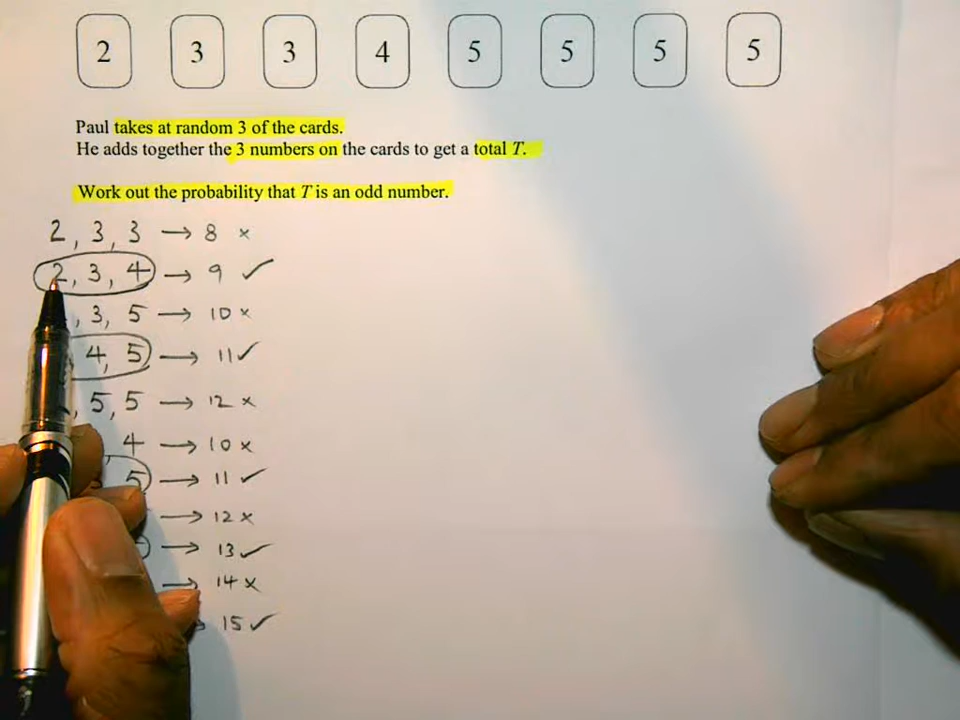 2 3 3 4 5 5 5 5
Paul takes at random 3 of the cards.
He adds together the 3 numbers on the cards to get a total T.
Work out the probability that T is an odd number.
2, 3, 3 → 8 ×
2, 3, 4 → 9 ✓
, 3, 5 → 10 ×
4, 5 → 11 ✓
, 5, 5 → 12 ×
, 4 → 10 ×
5 → 11 ✓
→ 12 ×
→ 13 ✓
→ 14 ×
15 ✓